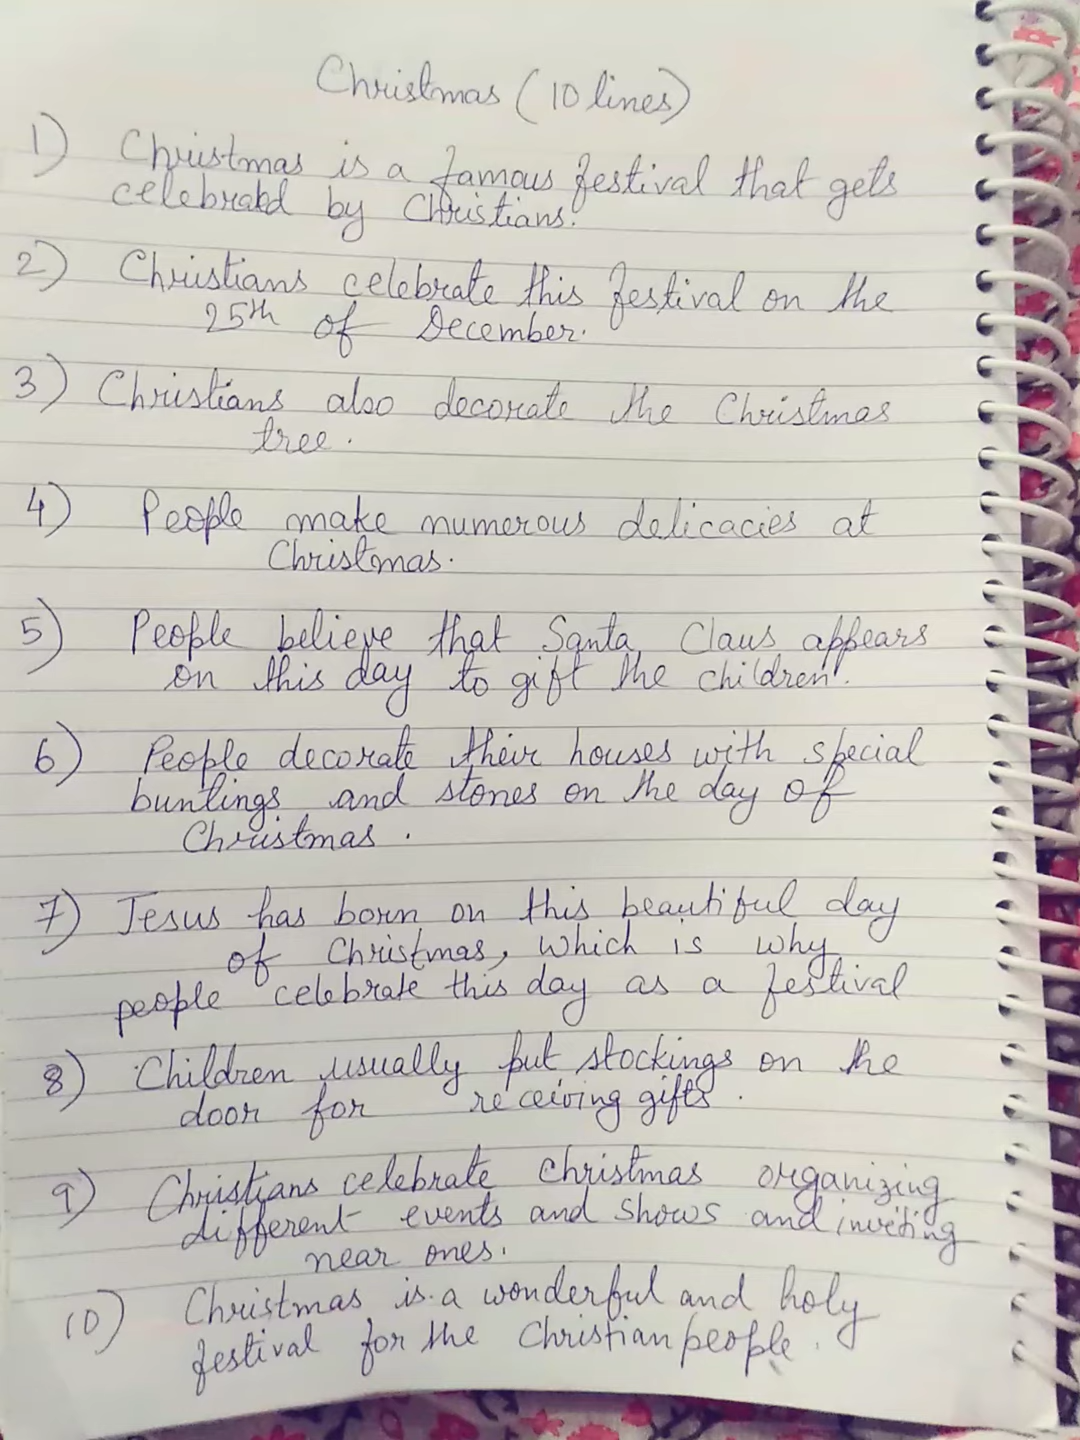 Christmas (10 lines)
1) Christmas is a famous festival that gets
celebratd by Christians.
2) Christians celebrate this festival on the
25th of December.
3) Christians also decorate the Christmas
tree.
4) People make numerous delicacies at
Christmas.
5) People believe that Santa Claus appears
on this day to gift the children.
6) People decorate their houses with special
buntings and stones on the day of
Christmas.
7) Jesus has born on this beautiful day
of Christmas, which is why
people celebrate this day as a festival
8) Children usually put stockings on the
door for receiving gifts.
9) Christians celebrate Christmas organizing
different events and shows and inviting
near ones.
10) Christmas is a wonderful and holy
festival for the Christian people.